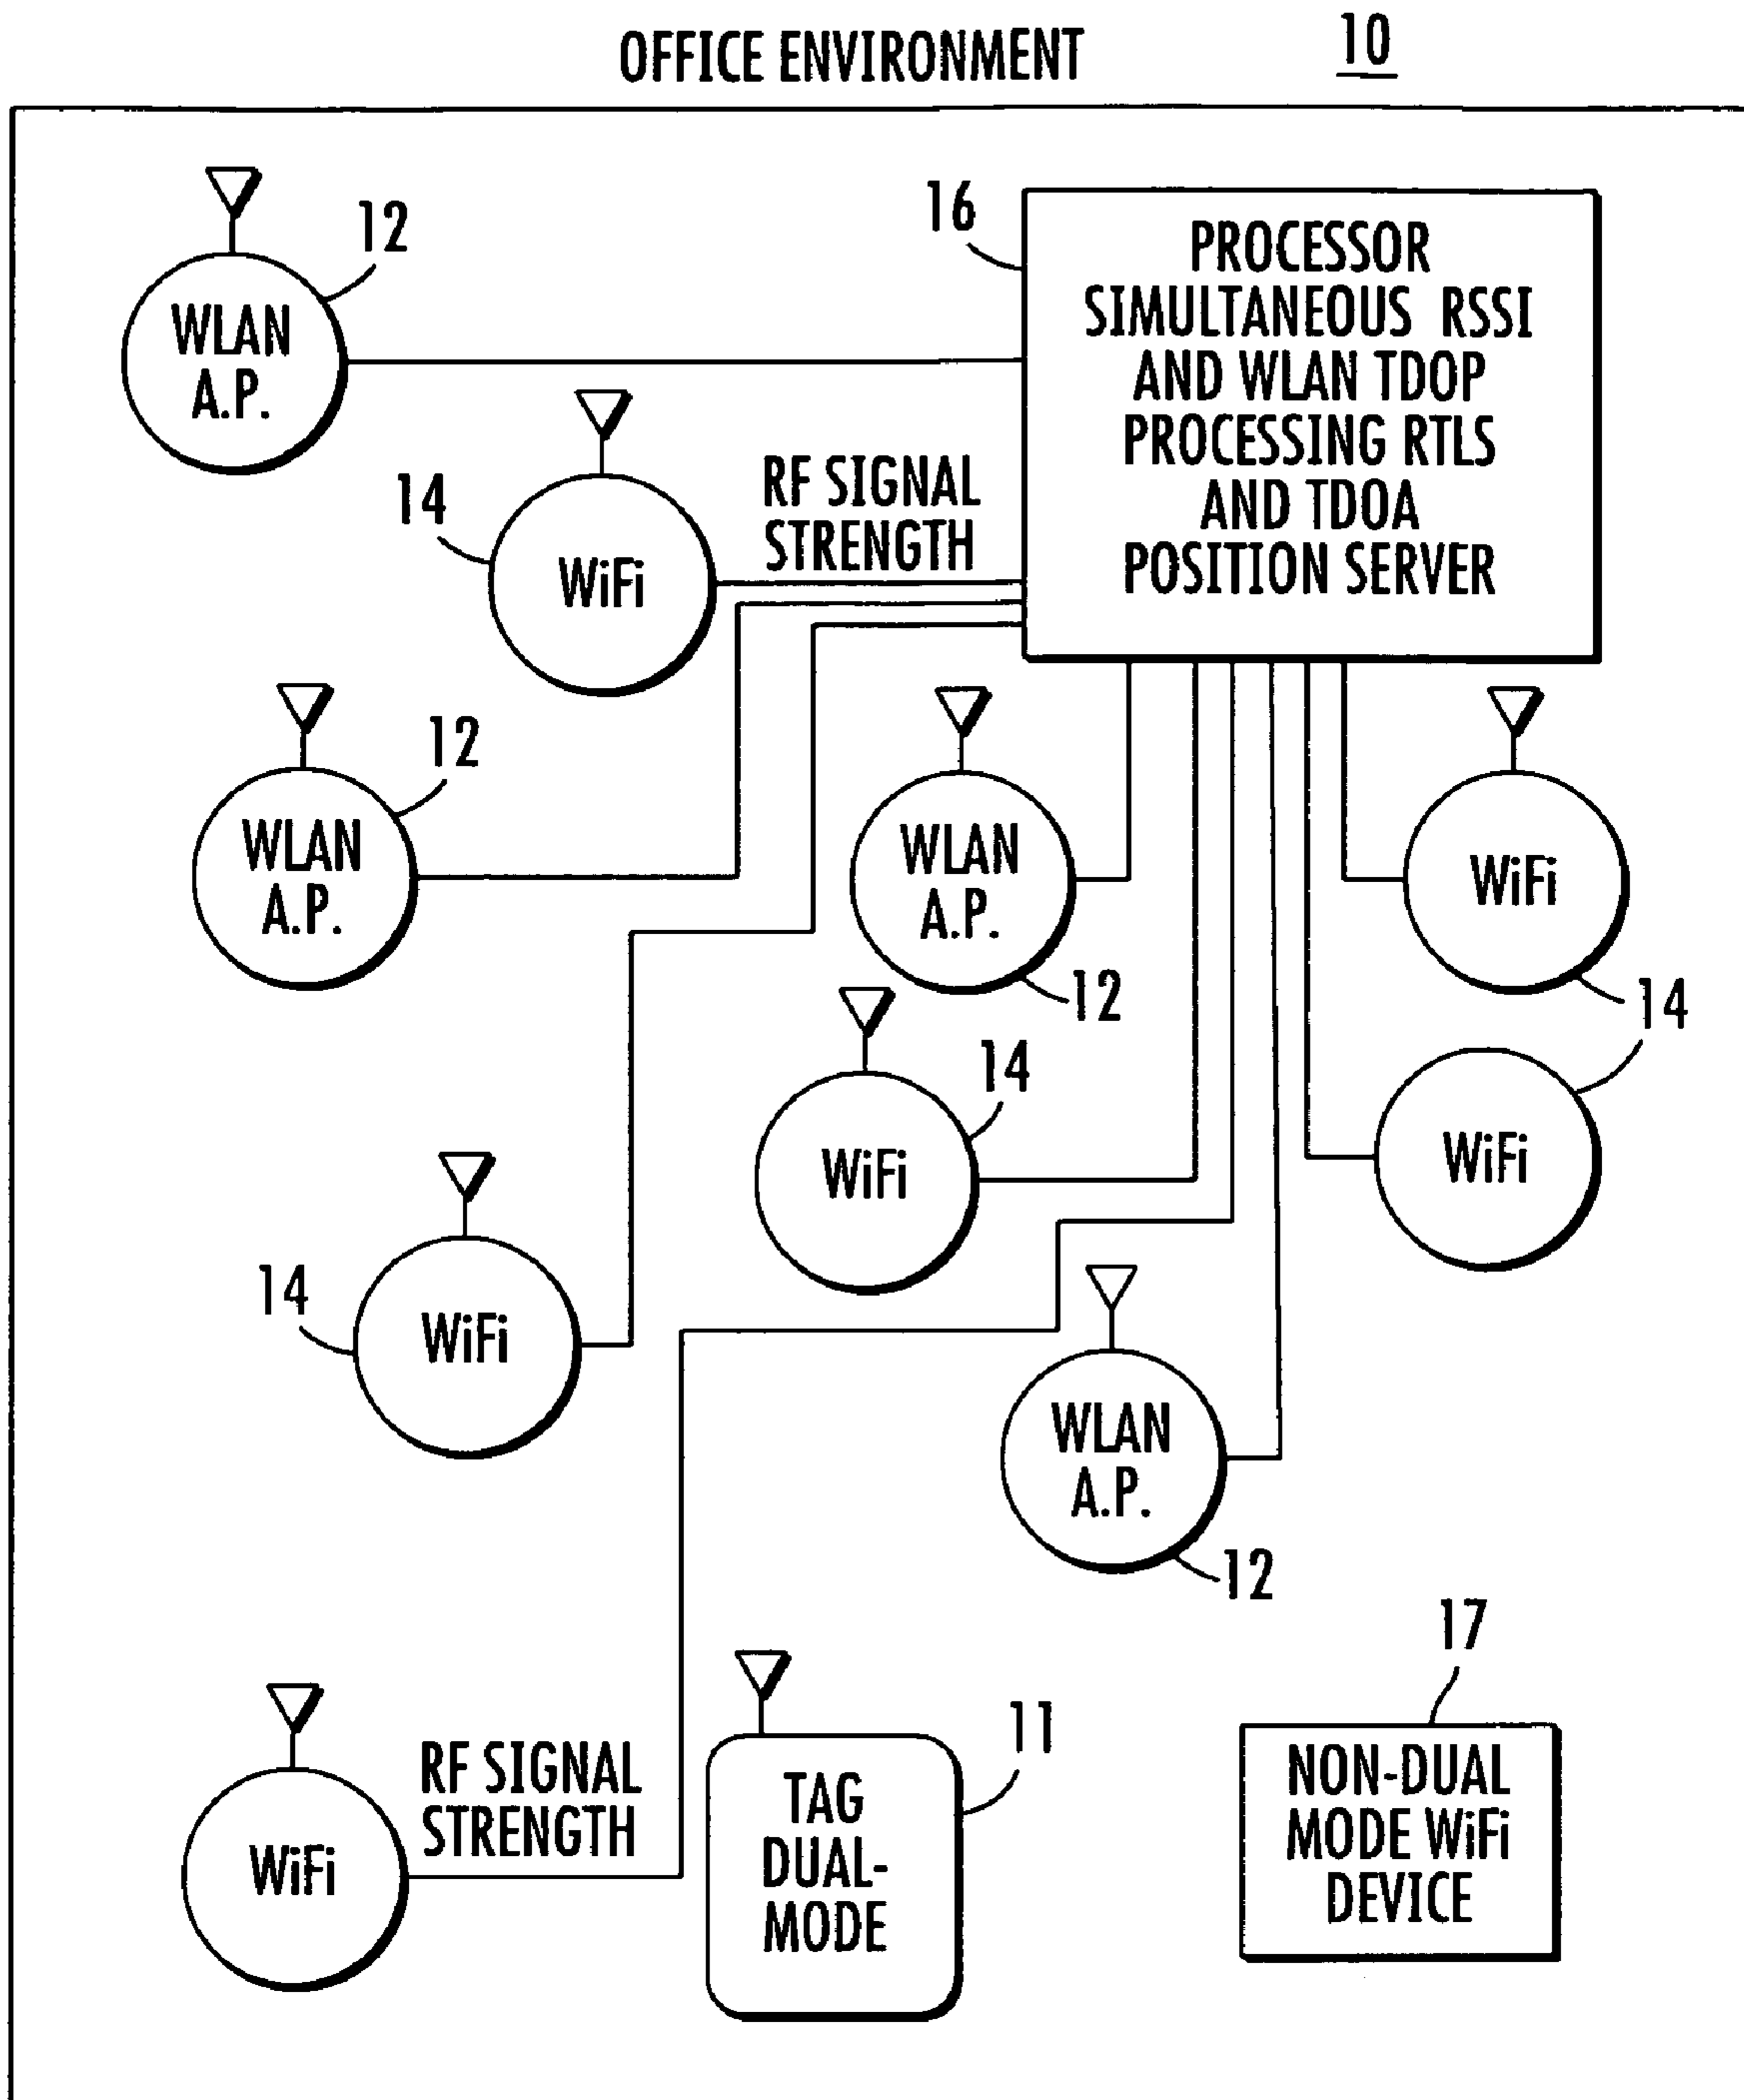 OFFICE ENVIRONMENT
10
12
WLAN
A.P.
16
PROCESSOR
SIMULTANEOUS RSSI
AND WLAN TDOP
PROCESSING RTLS
AND TDOA
POSITION SERVER
14
WiFi
RF SIGNAL
STRENGTH
12
WLAN
A.P.
WLAN
A.P.
12
WiFi
14
14
WiFi
WiFi
14
WiFi
WLAN
A.P.
12
WiFi
RF SIGNAL
STRENGTH
11
TAG
DUAL-
MODE
17
NON-DUAL
MODE WiFi
DEVICE